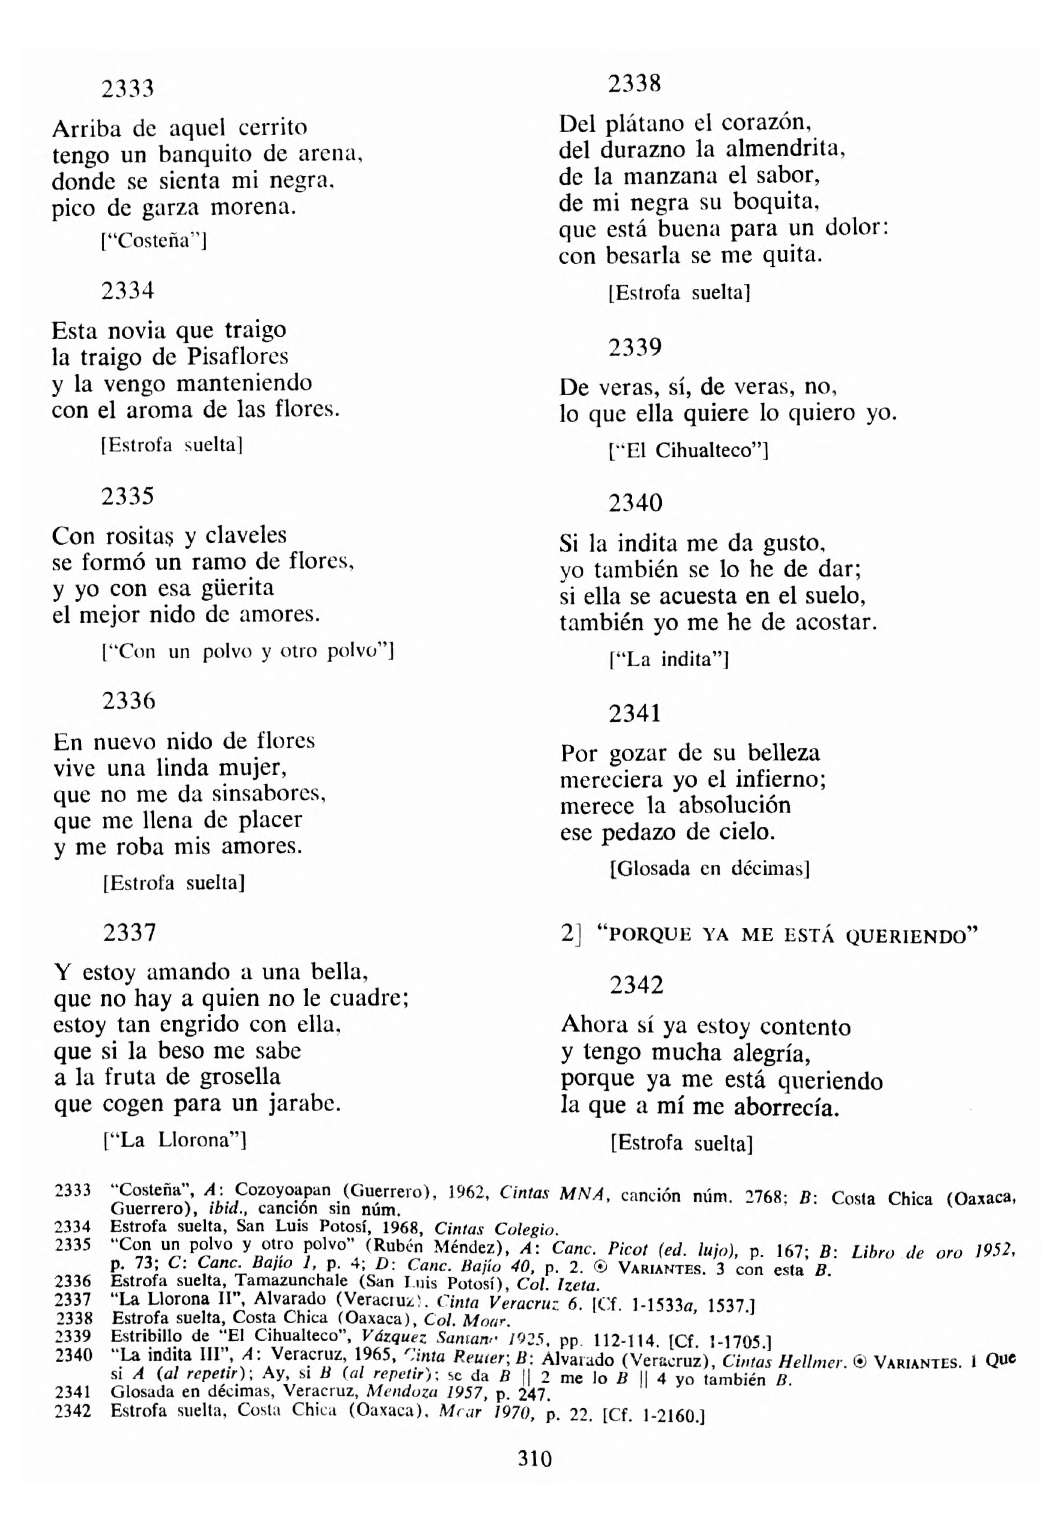 2333
Arriba de aquel cerrito
tengo un banquito de arena,
donde se sienta mi negra,
pico de garza morena.
[“Costeña”]
2334
Esta novia que traigo
la traigo de Pisaflores
y la vengo manteniendo
con el aroma de las flores.
[Estrofa suelta]
2335
Con rositas y claveles
se formó un ramo de flores,
y yo con esa güerita
el mejor nido de amores.
[“Con un polvo y otro polvo”]
2336
En nuevo nido de flores
vive una linda mujer,
que no me da sinsabores,
que me llena de placer
y me roba mis amores.
[Estrofa suelta]
2337
Y estoy amando a una bella,
que no hay a quien no le cuadre;
estoy tan engrido con ella,
que si la beso me sabe
a la fruta de grosella
que cogen para un jarabe.
[“La Llorona”]
2338
Del plátano el corazón,
del durazno la almendrita,
de la manzana el sabor,
de mi negra su boquita,
que está buena para un dolor:
con besarla se me quita.
[Estrofa suelta]
2339
De veras, sí, de veras, no,
lo que ella quiere lo quiero yo.
[“El Cihualteco”]
2340
Si la indita me da gusto,
yo también se lo he de dar;
si ella se acuesta en el suelo,
también yo me he de acostar.
[“La indita”]
2341
Por gozar de su belleza
mereciera yo el infierno;
merece la absolución
ese pedazo de cielo.
[Glosada en décimas]
2] “PORQUE YA ME ESTÁ QUERIENDO”
2342
Ahora sí ya estoy contento
y tengo mucha alegría,
porque ya me está queriendo
la que a mí me aborrecía.
[Estrofa suelta]
2333 “Costeña”, A: Cozoyoapan (Guerrero), 1962, Cintas MNA, canción núm. 2768; B: Costa Chica (Oaxaca,
Guerrero), ibid., canción sin núm.
2334 Estrofa suelta, San Luis Potosí, 1968, Cintas Colegio.
2335 “Con un polvo y otro polvo” (Rubén Méndez), A: Canc. Picot (ed. lujo), p. 167; B: Libro de oro 1952,
p. 73; C: Canc. Bajío 1, p. 4; D: Canc. Bajío 40, p. 2. ⊙ VARIANTES. 3 con esta B.
2336 Estrofa suelta, Tamazunchale (San Luis Potosí), Col. Izeta.
2337 “La Llorona II”, Alvarado (Veracruz). Cinta Veracruz 6. [Cf. 1-1533a, 1537.]
2338 Estrofa suelta, Costa Chica (Oaxaca), Col. Moar.
2339 Estribillo de “El Cihualteco”, Vázquez Santana 1925, pp. 112-114. [Cf. 1-1705.]
2340 “La indita III”, A: Veracruz, 1965, Cinta Reuter; B: Alvarado (Veracruz), Cintas Hellmer. ⊙ VARIANTES. 1 Que
si A (al repetir); Ay, si B (al repetir); se da B || 2 me lo B || 4 yo también B.
2341 Glosada en décimas, Veracruz, Mendoza 1957, p. 247.
2342 Estrofa suelta, Costa Chica (Oaxaca), Moar 1970, p. 22. [Cf. 1-2160.]
310